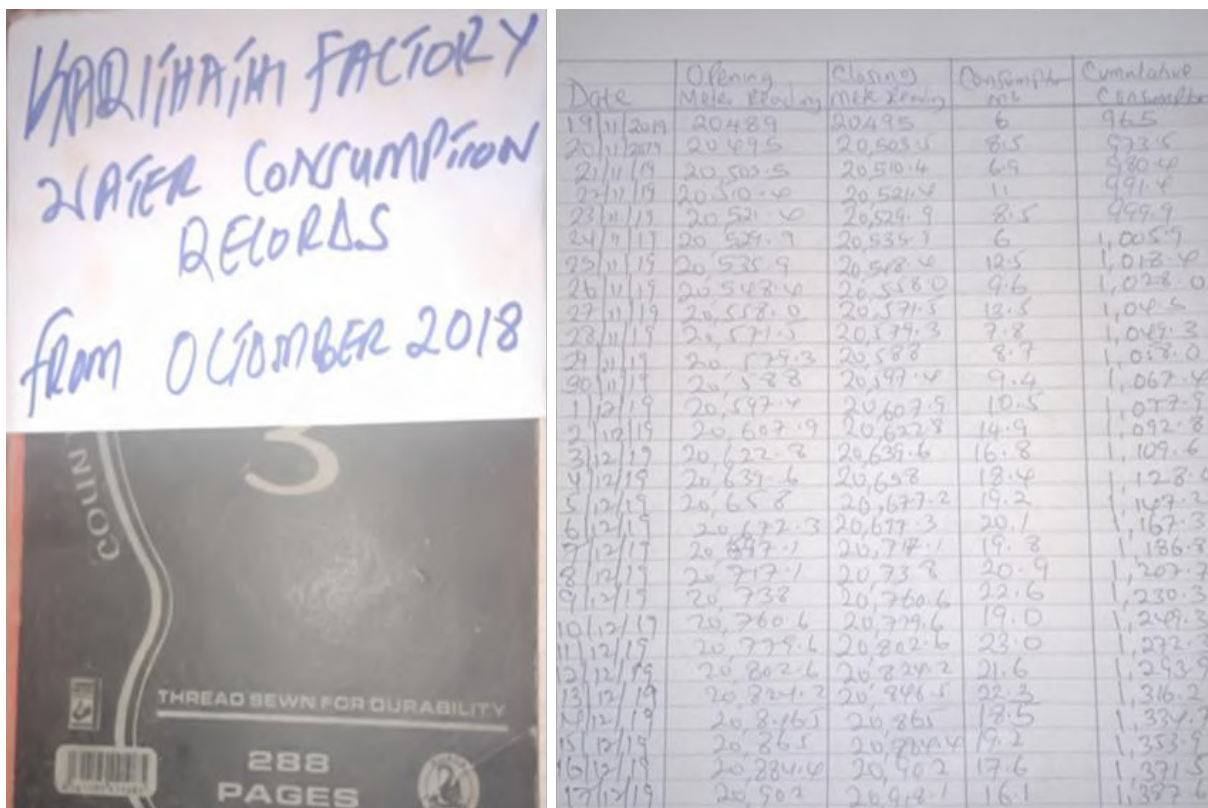 KARITHATHI FACTORY
WATER CONSUMPTION
RECORDS
from OCTOMBER 2018
COUN
3
THREAD SEWN FOR DURABILITY
288
PAGES
Date Opening Meter Reading Closing Meter Reading Consumption m3 Cumulative Consumption
19/11/2019 20489 20495 6 965
20/11/2019 20495 20,503.5 8.5 973.5
21/11/19 20,503.5 20,510.4 6.9 980.4
22/11/19 20,510.4 20,521.4 11 991.4
23/11/19 20,521.4 20,529.9 8.5 999.9
24/11/19 20,529.9 20,535.9 6 1,005.9
25/11/19 20,535.9 20,548.4 12.5 1,018.4
26/11/19 20,548.4 20,558.0 9.6 1,028.0
27/11/19 20,558.0 20,571.5
28/11/19 20,571.5 20,579.3 7.8 1,049.3
29/11/19 20,579.3 20,588 8.7 1,058.0
30/11/19 20,588 20,597.4 9.4 1,067.4
1/12/19 20,597.4 20,607.9 10.5 1,077.9
2/12/19 20,607.9 20,622.8 14.9 1,092.8
3/12/19 20,622.8 20,639.6 16.8 1,109.6
4/12/19 20,639.6 20,658 18.4 1,128.0
5/12/19 20,658 20,677.2 19.2 1,147.2
6/12/19 20,697.3 20.1 1,167.3
7/12/19 20,717.1 19.8 1,186.8
8/12/19 20,717.1 20,738 20.9 1,207.7
9/12/19 20,738 20,760.6 22.6 1,230.3
10/12/19 20,760.6 20,779.6 19.0 1,249.3
11/12/19 20,779.6 20,802.6 23.0 1,272.3
12/12/19 20,802.6 20,824.2 21.6 1,293.9
13/12/19 20,824.2 20,846.5 22.3 1,316.2
14/12/19 20,846.5 20,865 18.5 1,334.7
15/12/19 20,865 19.2 1,353.9
16/12/19 20,884.4 20,902 17.6 1,371.5
17/12/19 20,902 20,918.1 16.1 1,387.6